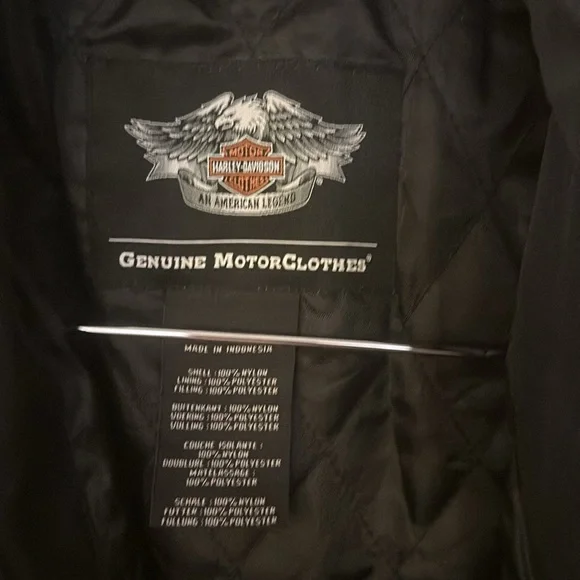 MOTOR
HARLEY-DAVIDSON
CLOTHES
AN AMERICAN LEGEND
GENUINE MOTORCLOTHES®
MADE IN INDONESIA
SHELL : 100% NYLON
LINING : 100% POLYESTER
FILLING : 100% POLYESTER
BUITENKANT : 100% NYLON
VOERING : 100% POLYESTER
VULLING : 100% POLYESTER
COUCHE ISOLANTE :
100% NYLON
DOUBLURE : 100% POLYESTER
MATELASSAGE :
100% POLYESTER
SCHALE : 100% NYLON
FUTTER : 100% POLYESTER
FULLUNG : 100% POLYESTER